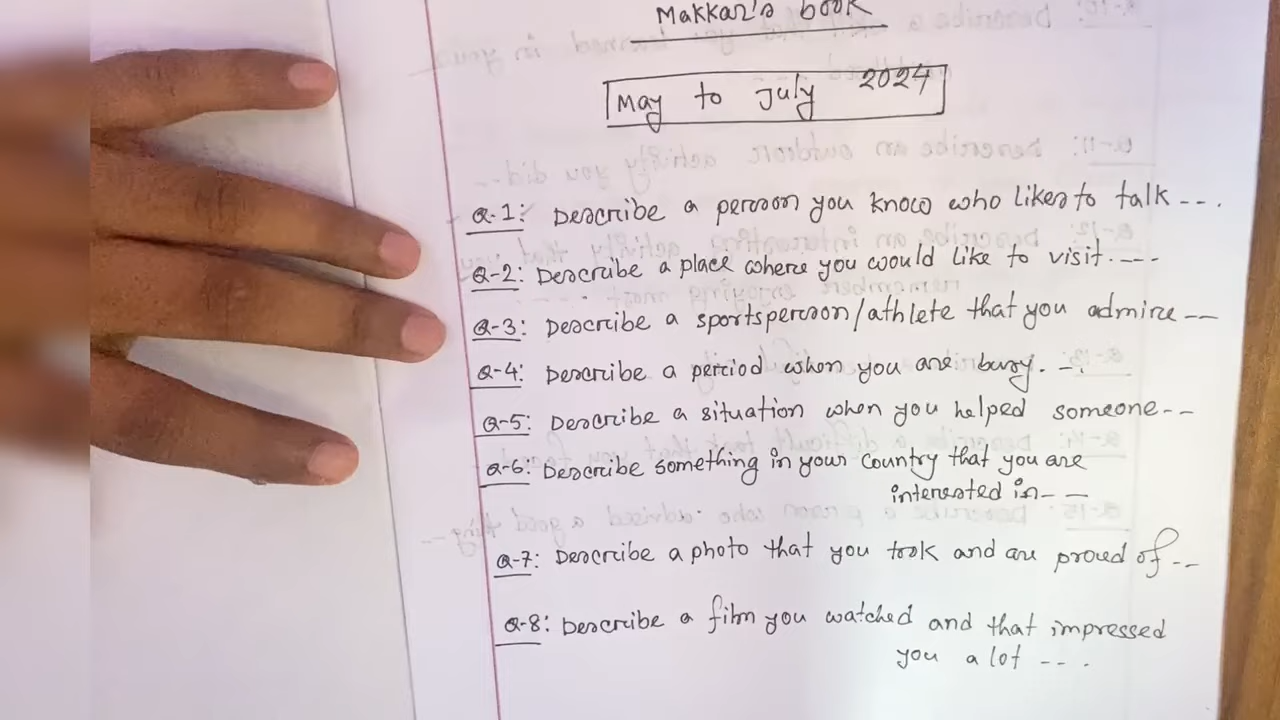 Makkar's book
May to July 2024
Q-1: Describe a person you know who likes to talk ---.
Q-2: Describe a place where you would like to visit.---
Q-3: Describe a sportsperson/athlete that you admire --
Q-4: Describe a period when you are busy. -.
Q-5: Describe a situation when you helped someone--
Q-6: Describe something in your country that you are
interested in- -
Q-7: Describe a photo that you took and are proud of --
Q-8: Describe a film you watched and that impressed
you a lot ---.